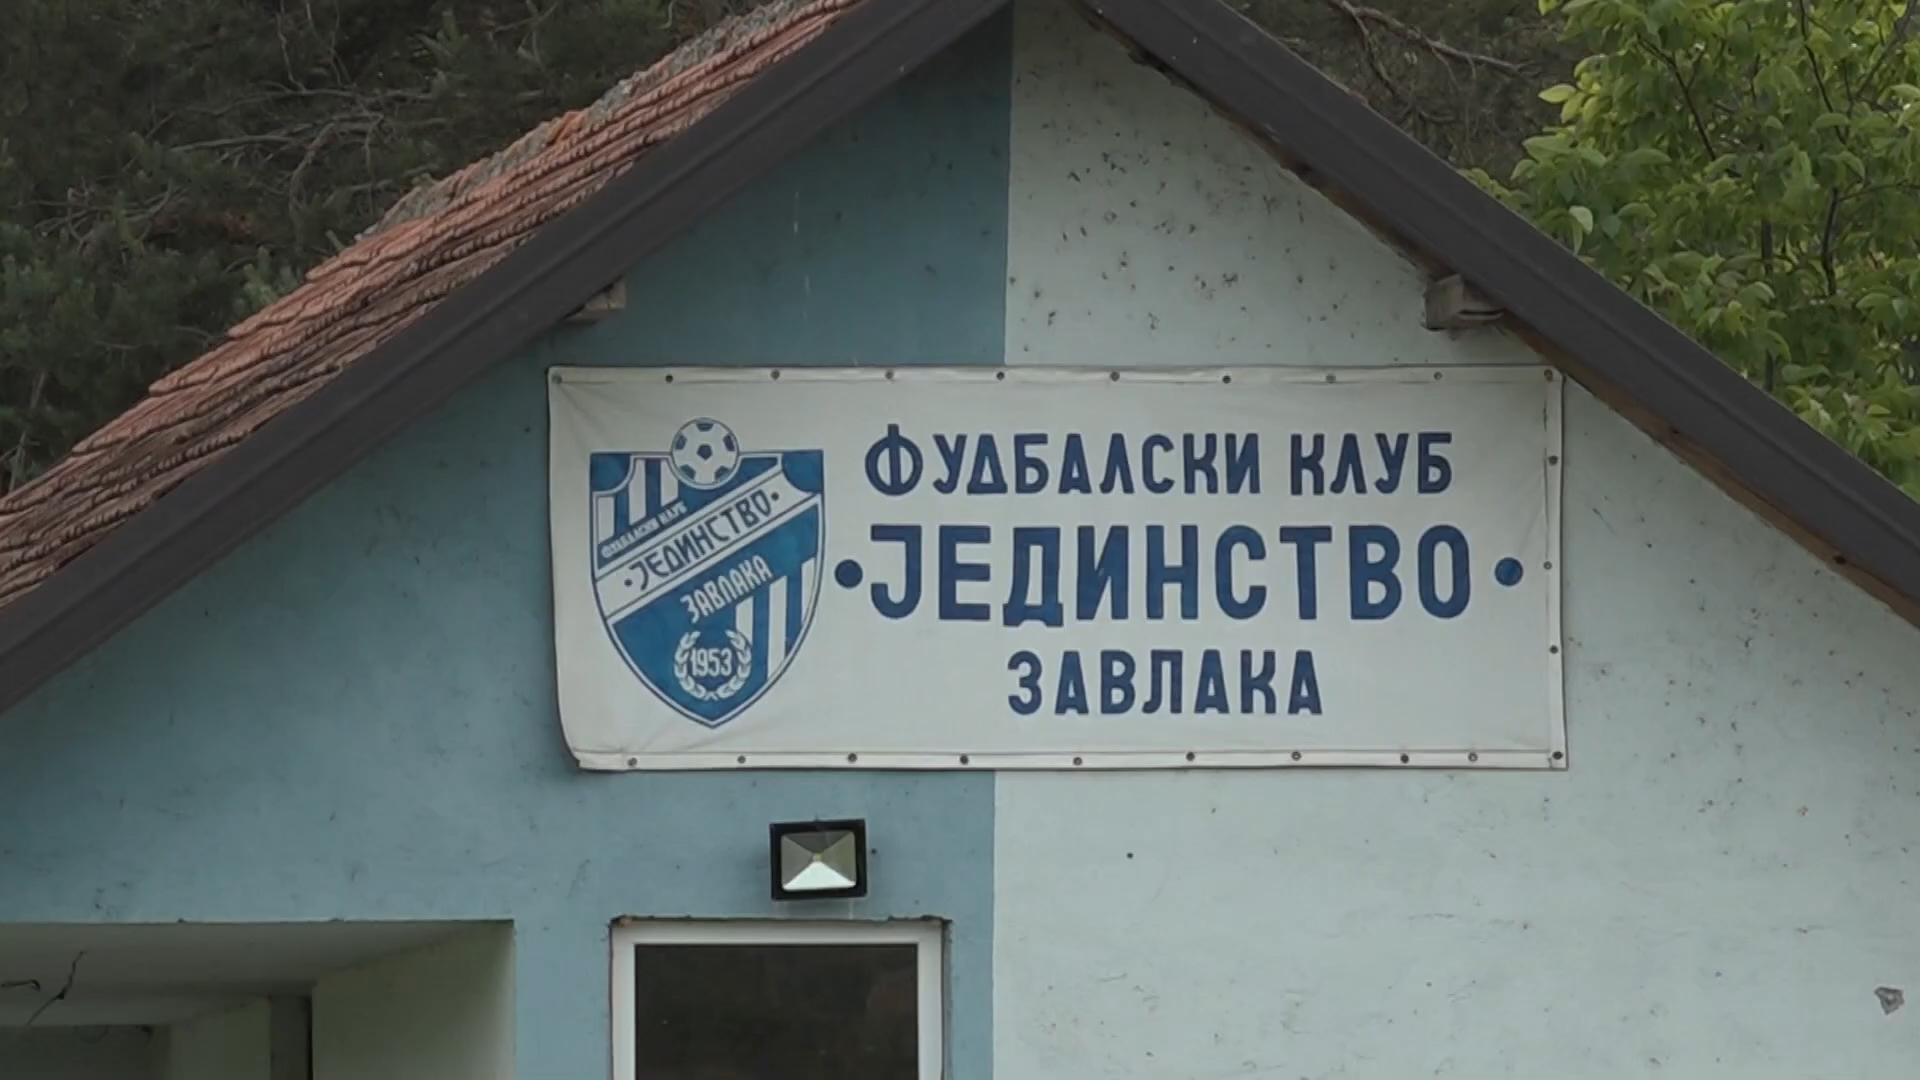 ФУДБАЛСКИ КЛУБ
•ЈЕДИНСТВО•
ЗАВЛАКА
1953
ФУДБАЛСКИ КЛУБ
•ЈЕДИНСТВО•
ЗАВЛАКА